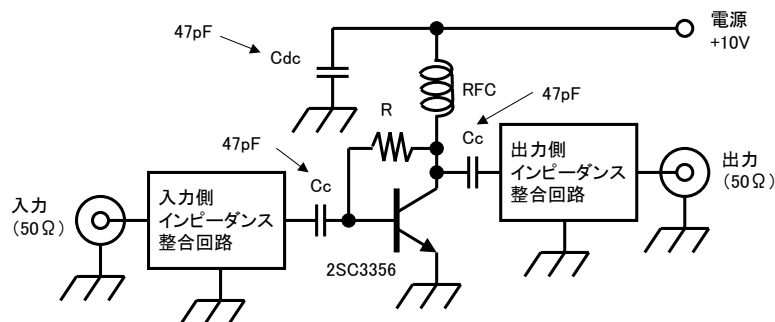 電源
+10V
47pF
Cdc
RFC
47pF
R
Cc
47pF
Cc
入力
(50Ω)
入力側
インピーダンス
整合回路
出力側
インピーダンス
整合回路
出力
(50Ω)
2SC3356